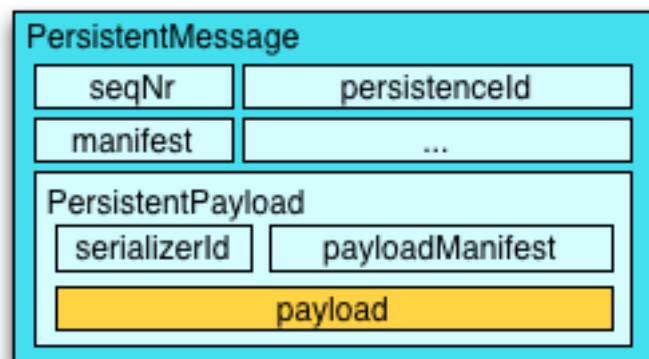 PersistentMessage
seqNr persistenceId
manifest ...
PersistentPayload
serializerId payloadManifest
payload